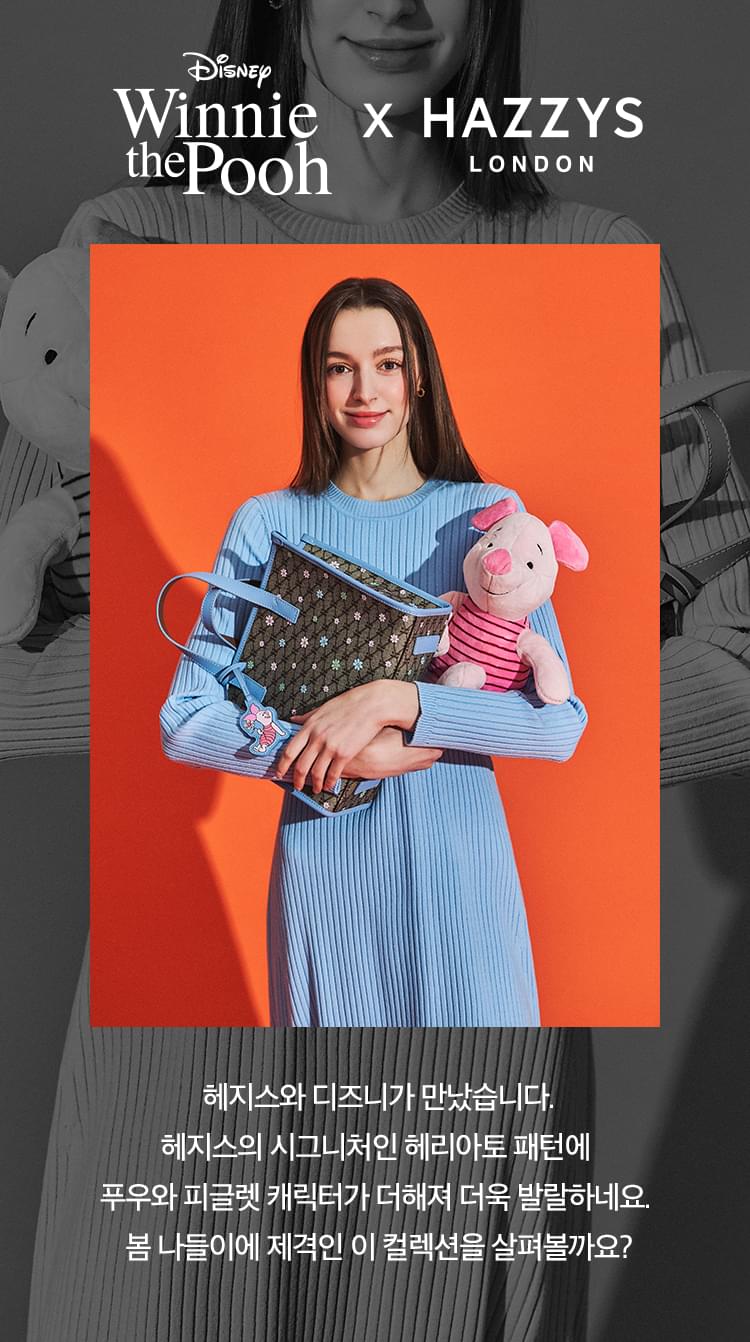 Disney
Winnie
the Pooh
x HAZZYS
LONDON
헤지스와 디즈니가 만났습니다.
헤지스의 시그니처인 헤리아토 패턴에
푸우와 피글렛 캐릭터가 더해져 더욱 발랄하네요.
봄 나들이에 제격인 이 컬렉션을 살펴볼까요?